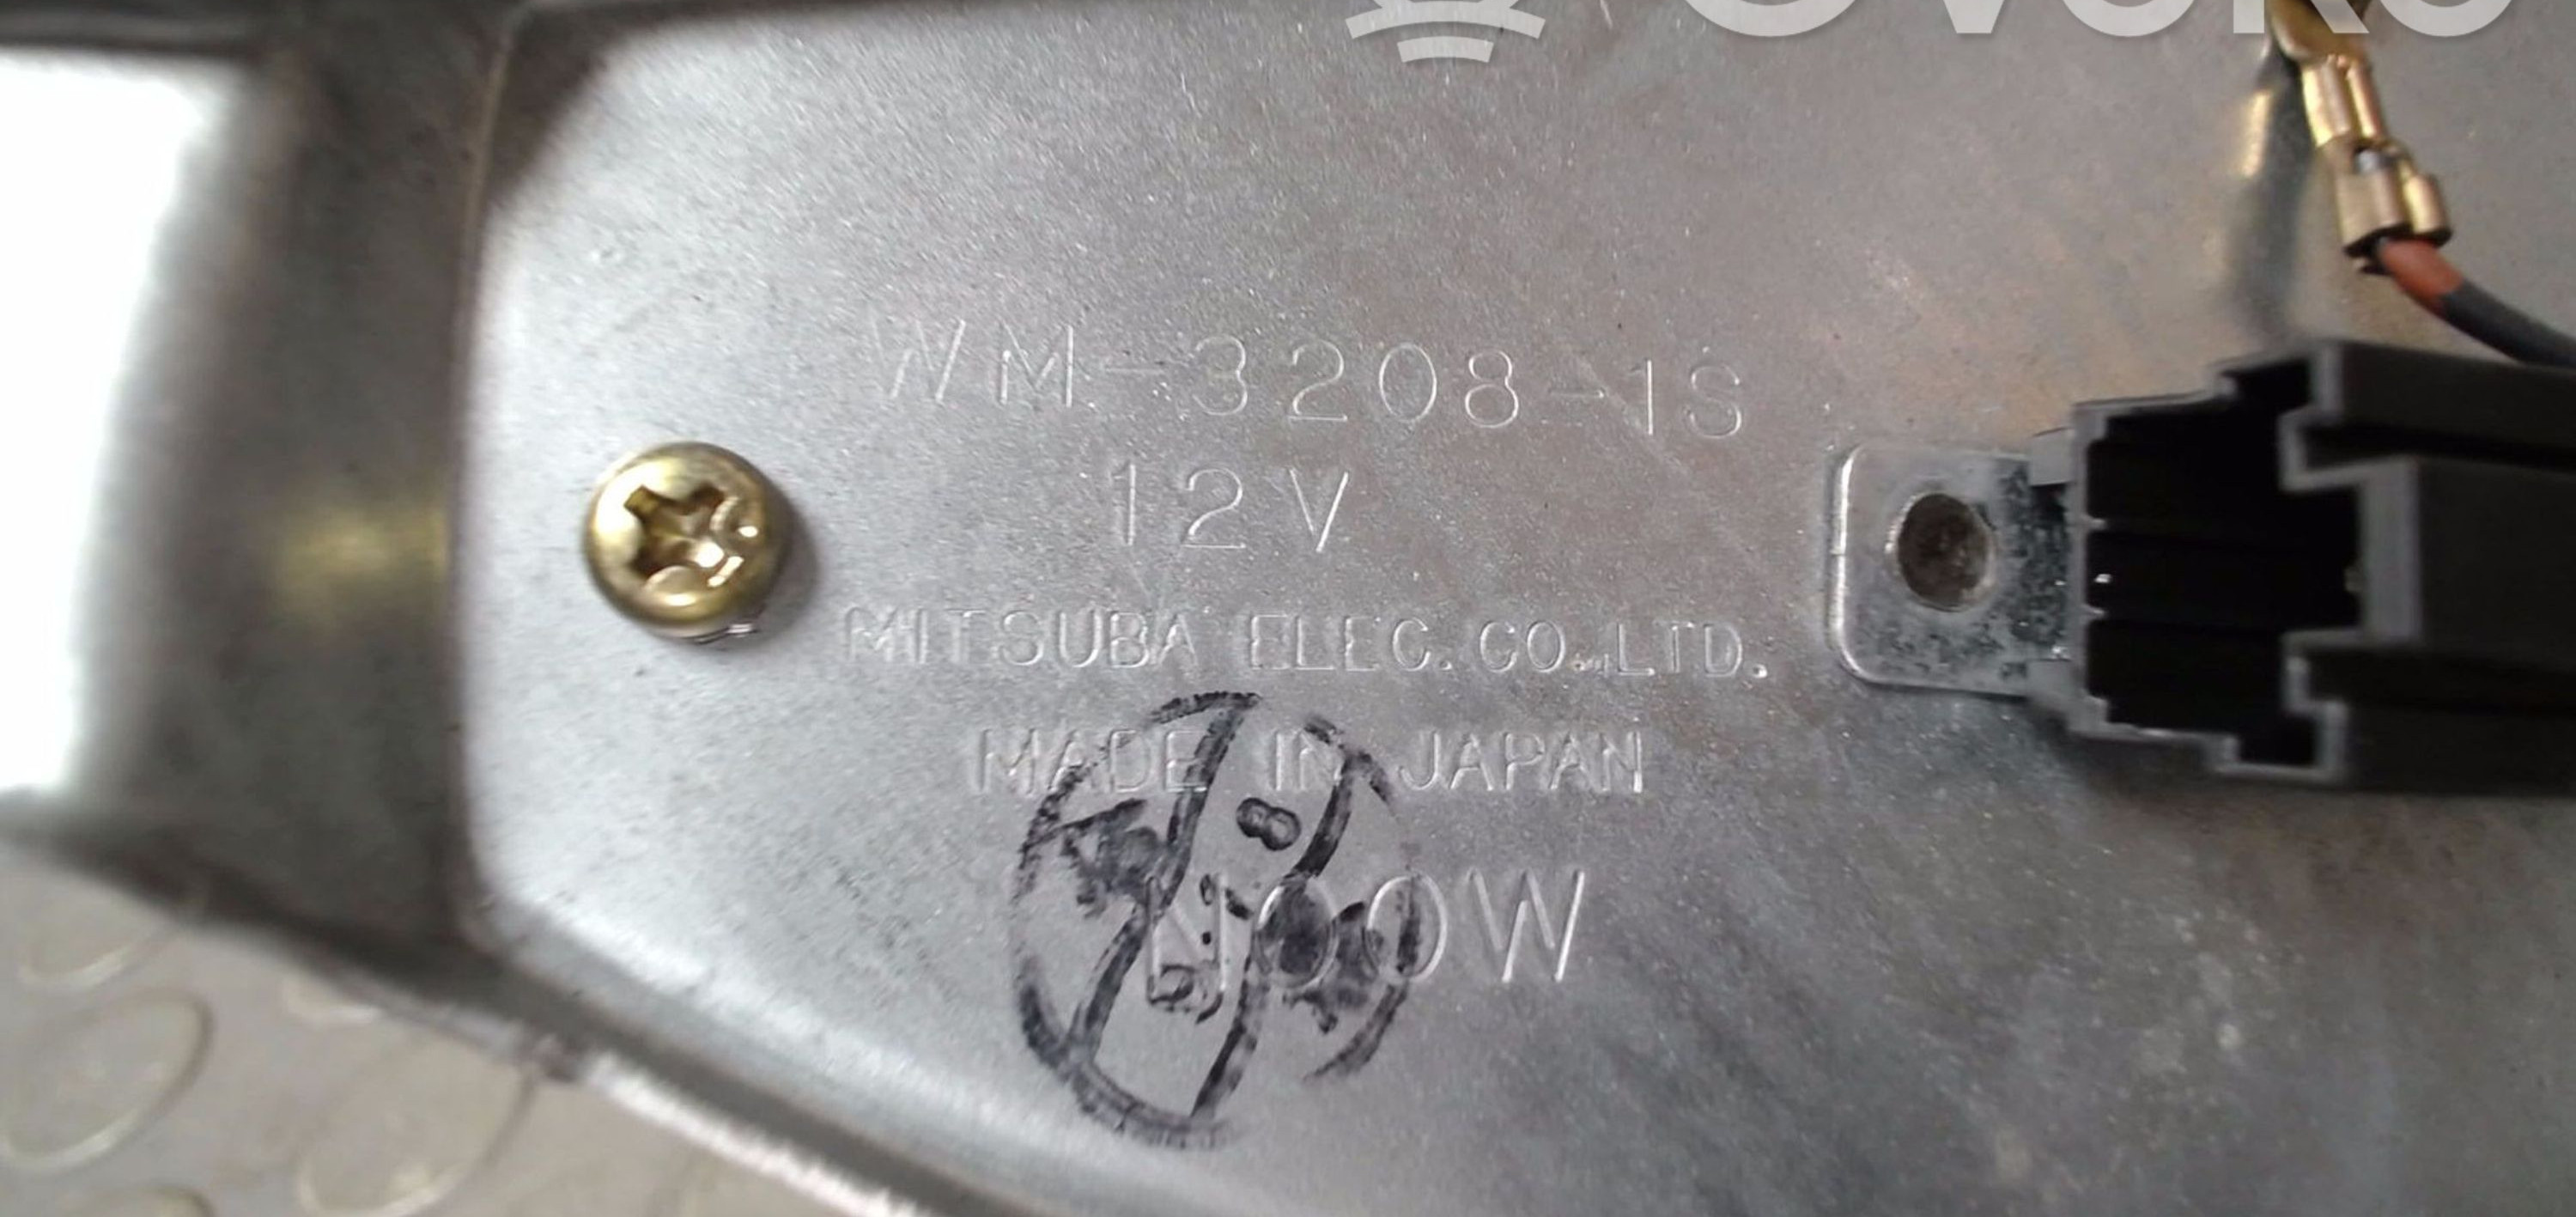 WM-3208-1S
12V
MITSUBA ELEC. CO.,LTD.
MADE IN JAPAN